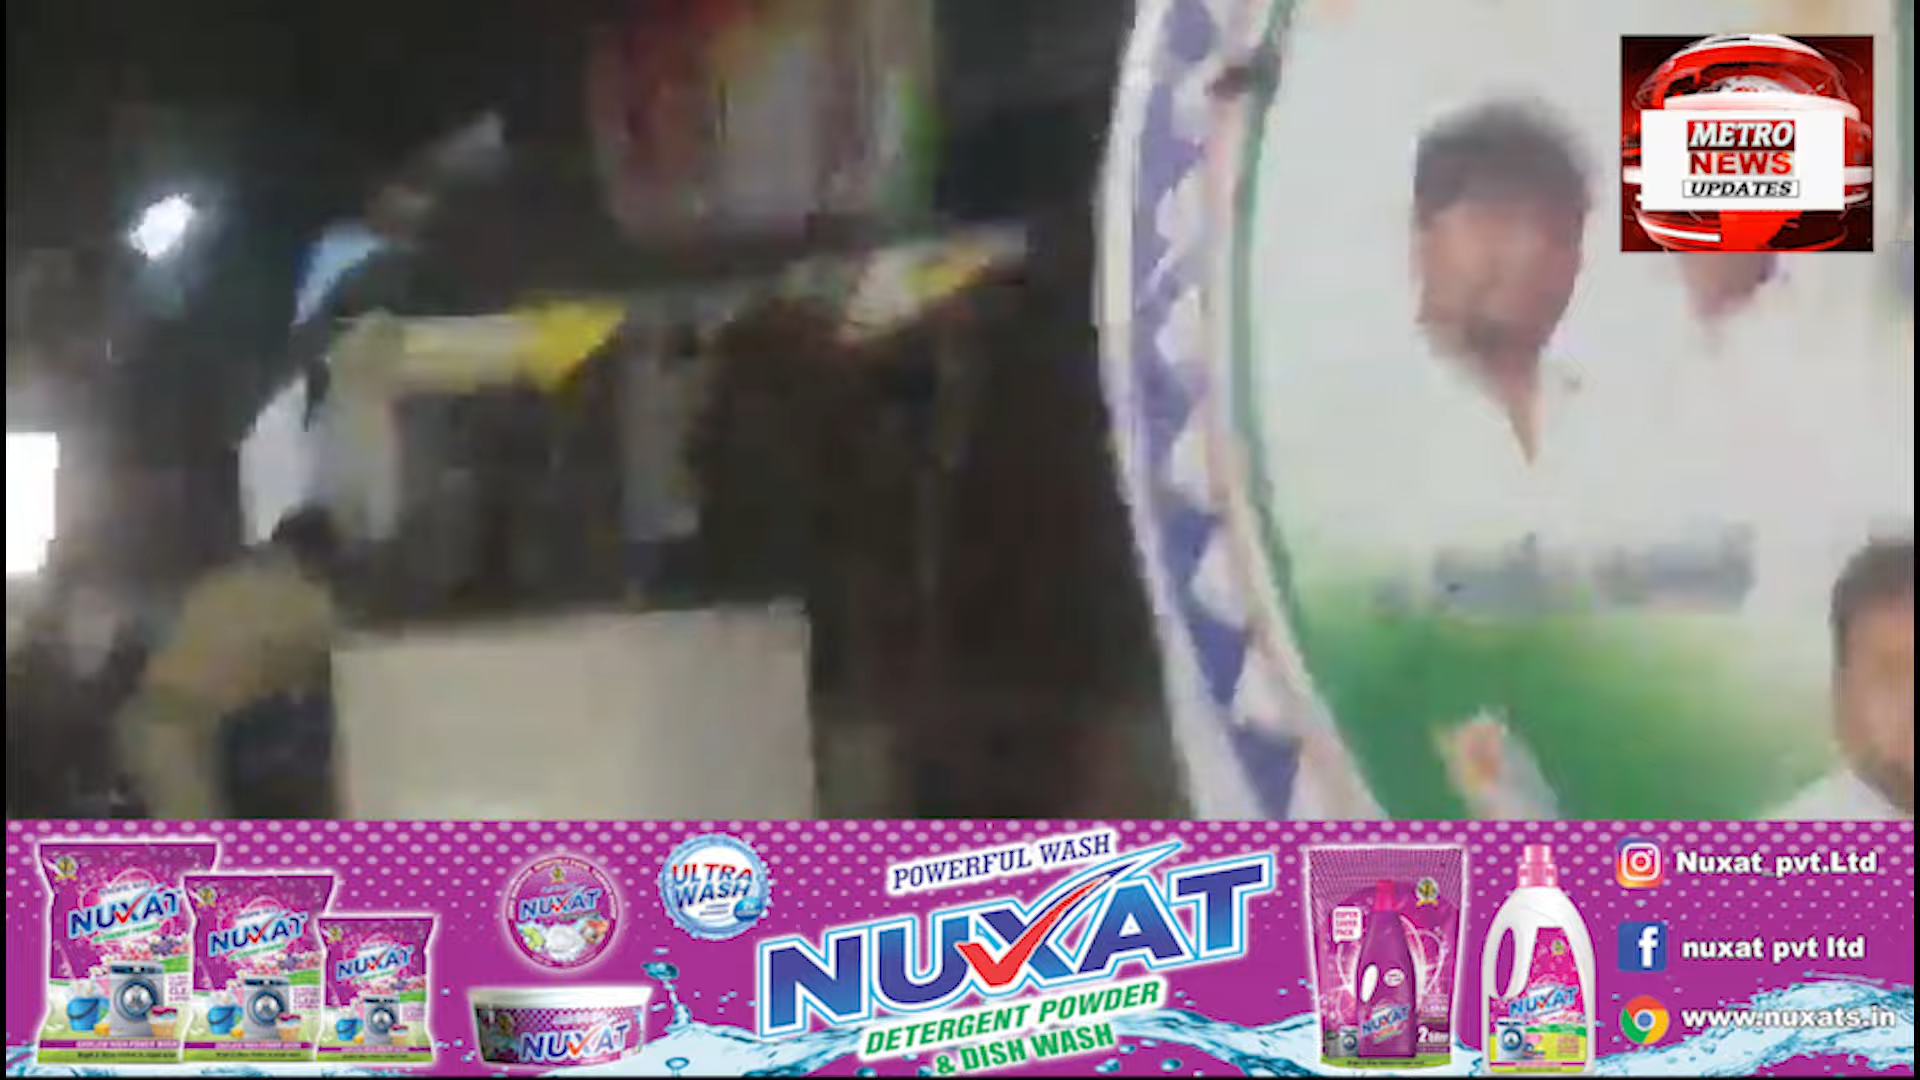 METRO
NEWS
UPDATES
NUXAT
NUXAT
NUXAT
NUXAT
NUXAT
ULTRA
WASH
POWERFUL WASH
NUXAT
DETERGENT POWDER
& DISH WASH
NUXAT
NUXAT
Nuxat_pvt.Ltd
nuxat pvt ltd
www.nuxats.in